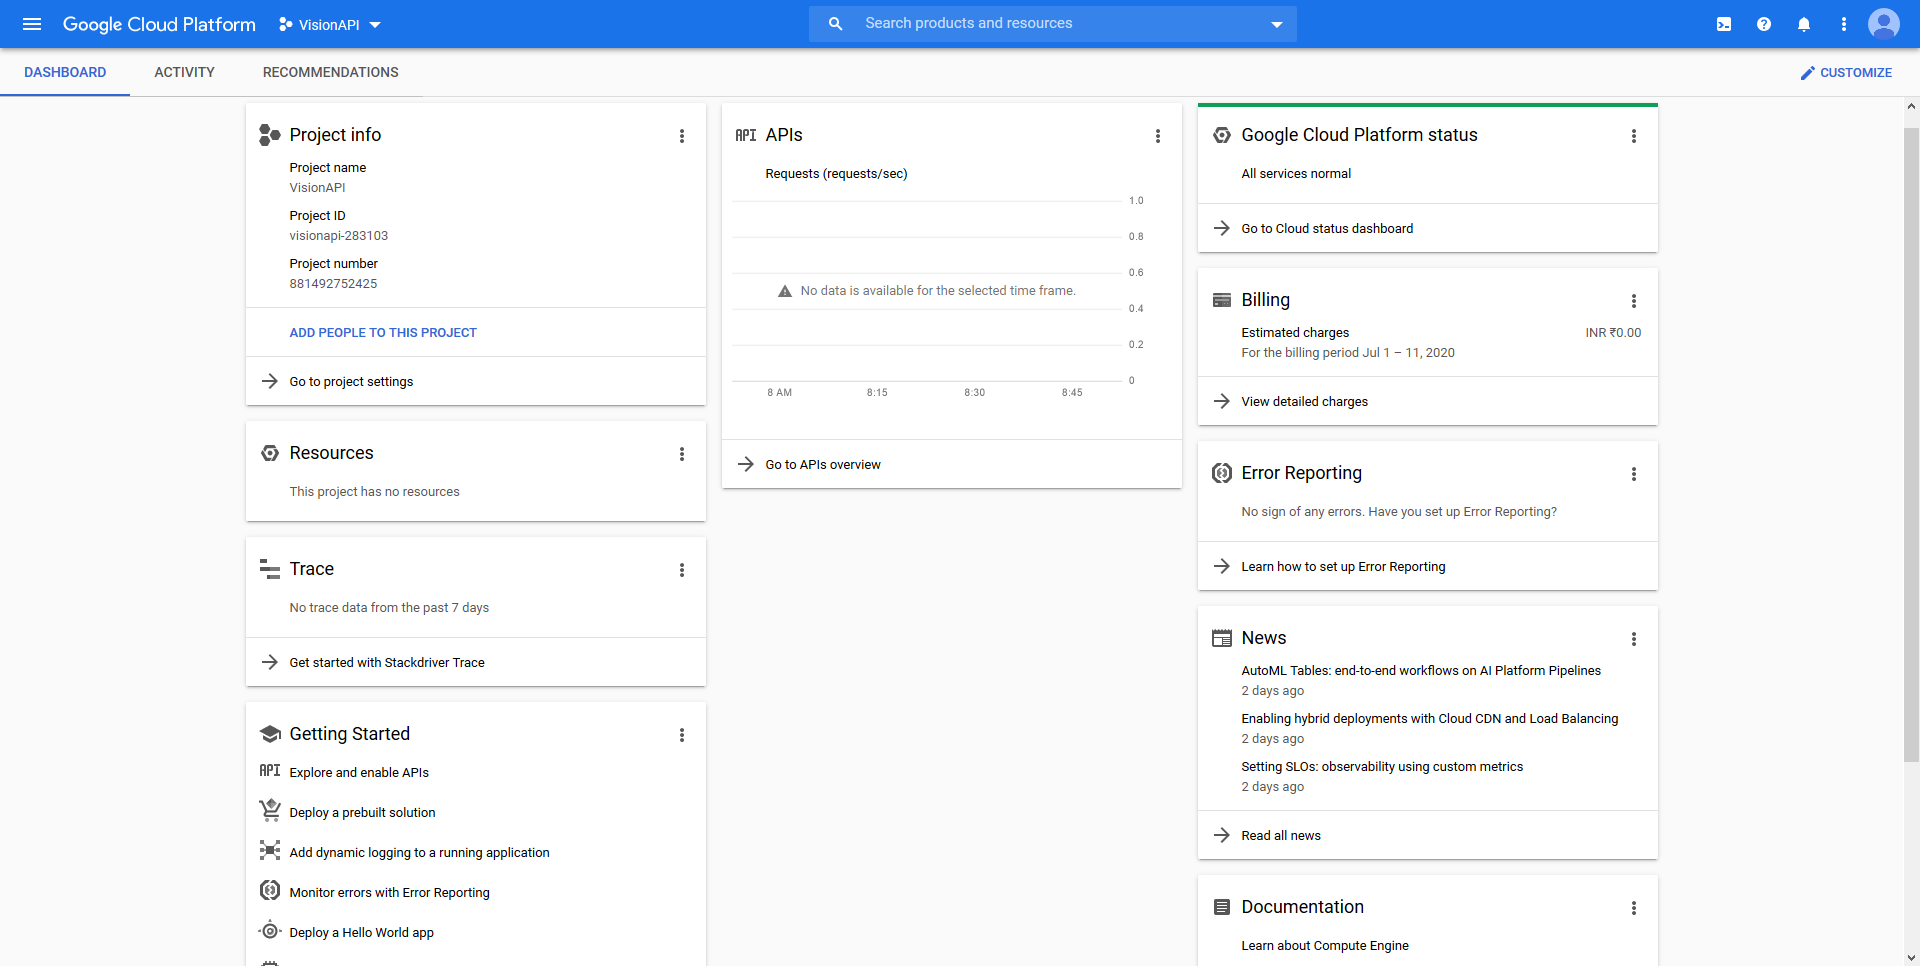 Google Cloud Platform
VisionAPI
Search products and resources
DASHBOARD
ACTIVITY
RECOMMENDATIONS
CUSTOMIZE
Project info
Project name
VisionAPI
Project ID
visionapi-283103
Project number
881492752425
ADD PEOPLE TO THIS PROJECT
Go to project settings
Resources
This project has no resources
Trace
No trace data from the past 7 days
Get started with Stackdriver Trace
Getting Started
API Explore and enable APIs
Deploy a prebuilt solution
Add dynamic logging to a running application
Monitor errors with Error Reporting
Deploy a Hello World app
API APIs
Requests (requests/sec)
1.0
0.8
0.6
No data is available for the selected time frame.
0.4
0.2
0
8 AM 8:15 8:30 8:45
Go to APIs overview
Google Cloud Platform status
All services normal
Go to Cloud status dashboard
Billing
Estimated charges INR ₹0.00
For the billing period Jul 1 – 11, 2020
View detailed charges
Error Reporting
No sign of any errors. Have you set up Error Reporting?
Learn how to set up Error Reporting
News
AutoML Tables: end-to-end workflows on AI Platform Pipelines
2 days ago
Enabling hybrid deployments with Cloud CDN and Load Balancing
2 days ago
Setting SLOs: observability using custom metrics
2 days ago
Read all news
Documentation
Learn about Compute Engine